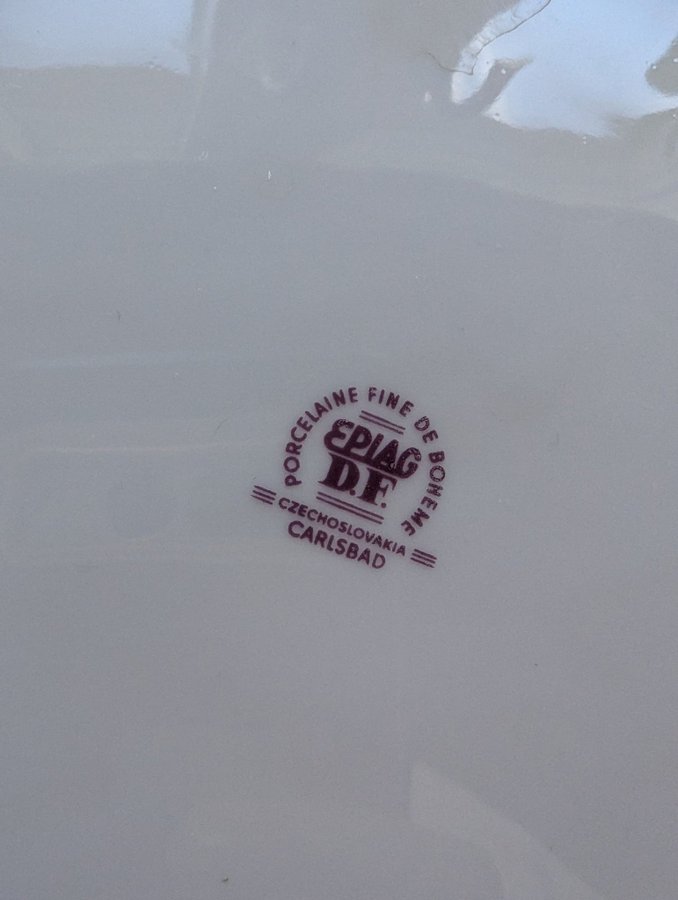 PORCELAINE FINE DE BOHEME
EPIAG
D.F.
CZECHOSLOVAKIA
CARLSBAD